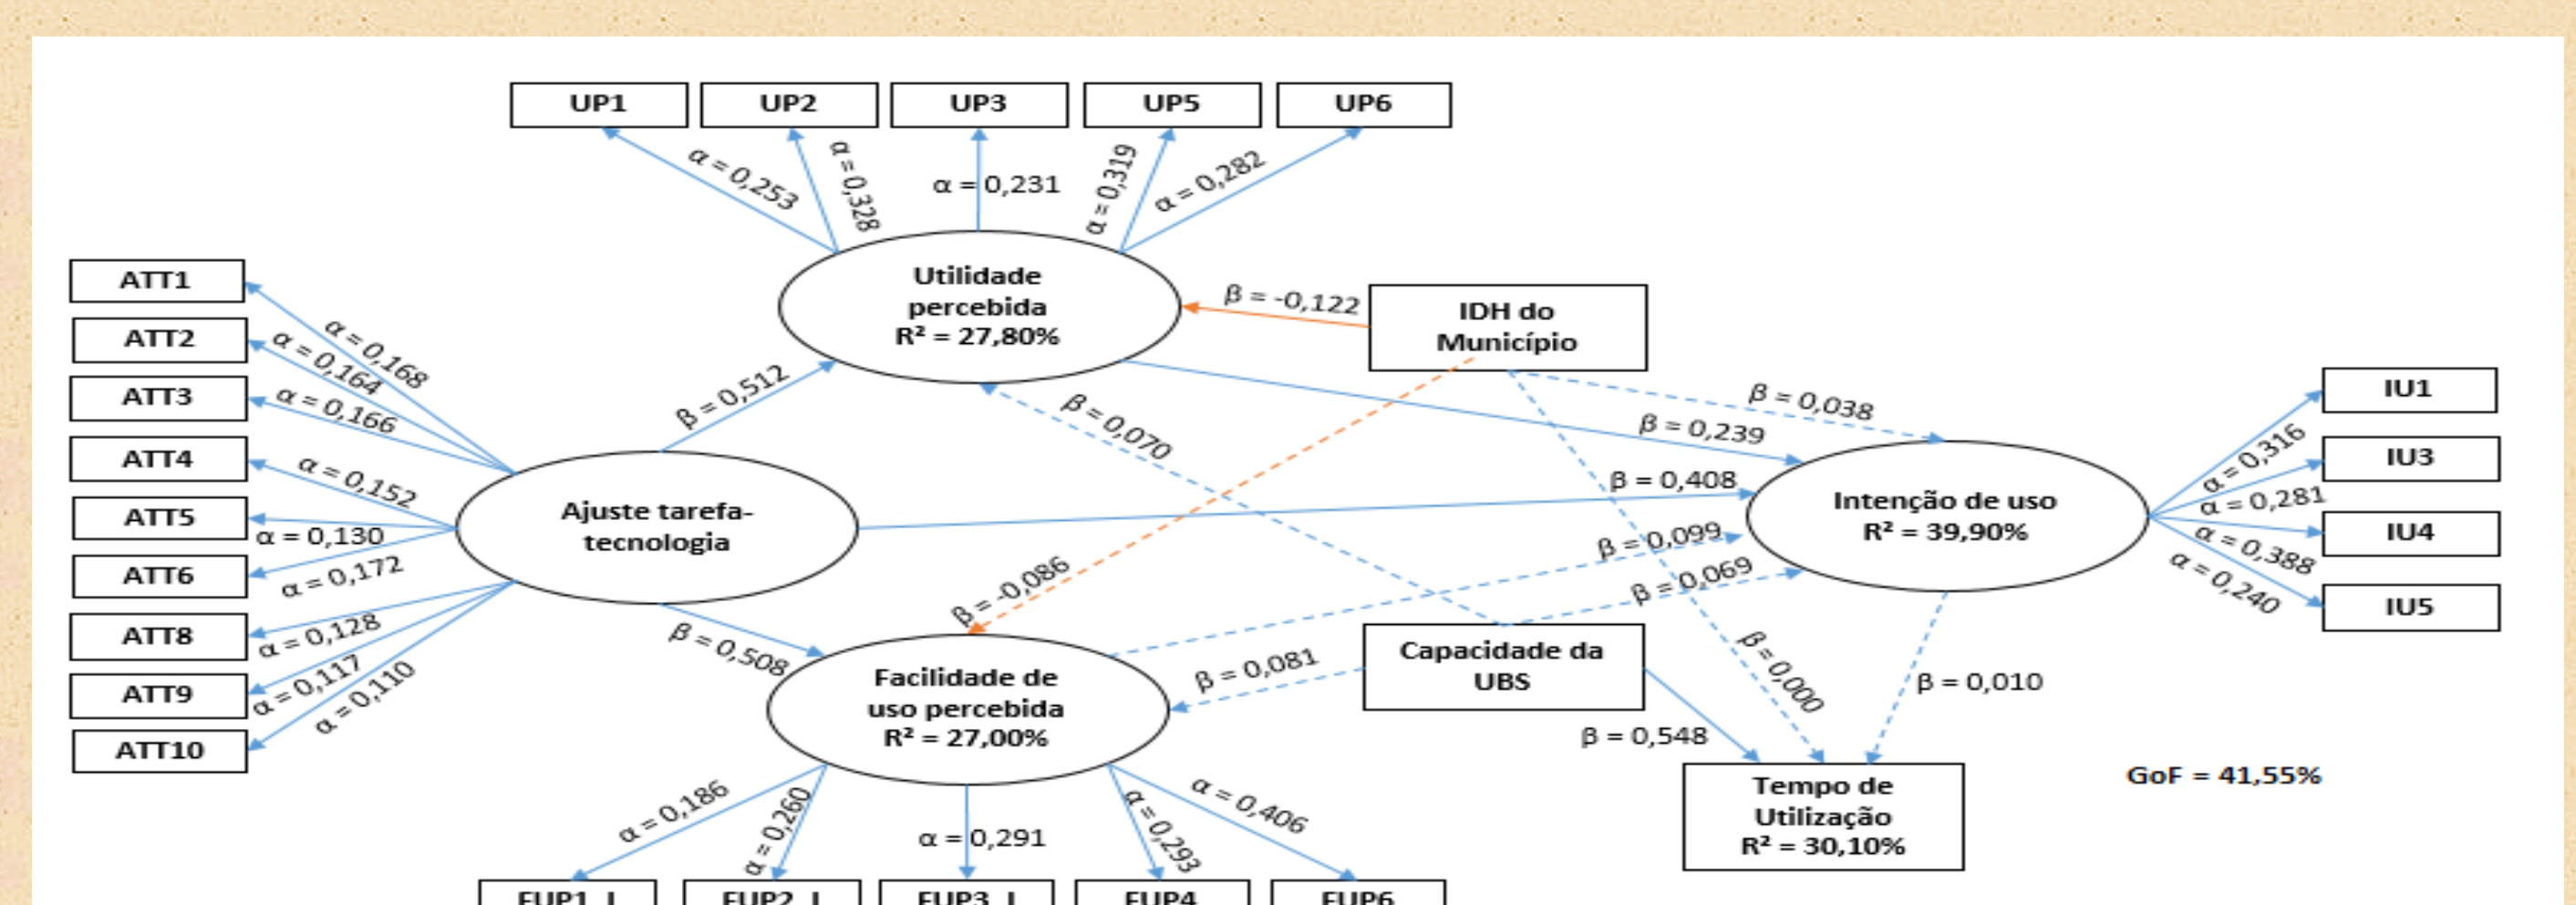 UP1
UP2
UP3
UP5
UP6
α = 0,253
α = 0,328
α = 0,231
α = 0,319
α = 0,282
Utilidade
percebida
R² = 27,80%
β = -0,122
IDH do
Município
ATT1
ATT2
ATT3
ATT4
ATT5
ATT6
ATT8
ATT9
ATT10
α = 0,168
α = 0,164
α = 0,166
α = 0,152
α = 0,130
α = 0,172
α = 0,128
α = 0,117
α = 0,110
Ajuste tarefa-
tecnologia
β = 0,512
β = 0,070
β = 0,038
β = 0,239
β = 0,408
β = 0,099
β = 0,069
β = -0,086
β = 0,508
β = 0,081
Intenção de uso
R² = 39,90%
IU1
IU3
IU4
IU5
α = 0,316
α = 0,281
α = 0,388
α = 0,240
Facilidade de
uso percebida
R² = 27,00%
Capacidade da
UBS
β = 0,000
β = 0,010
β = 0,548
Tempo de
Utilização
R² = 30,10%
GoF = 41,55%
α = 0,186
α = 0,260
α = 0,291
α = 0,293
α = 0,406
FUP4
FUP6